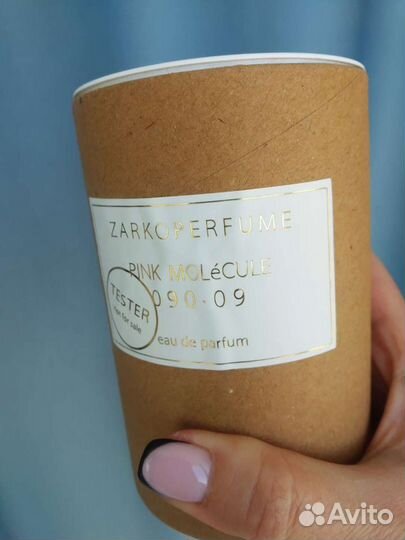 ZARKOPERFUME
PINK MOLéCULE
090·09
eau de parfum
TESTER
not for sale
Avito